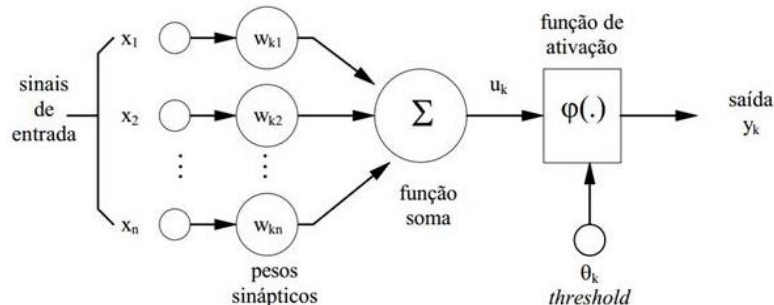 sinais
de
entrada
x1
x2
xn
wk1
wk2
wkn
pesos
sinápticos
Σ
função
soma
uk
função de
ativação
φ(.)
θk
threshold
saída
yk